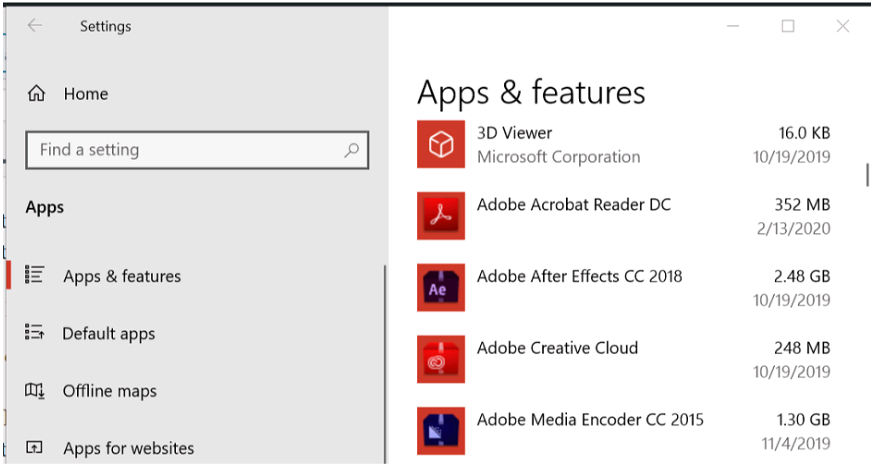 Settings
Home
Find a setting
Apps
Apps & features
Default apps
Offline maps
Apps for websites
Apps & features
3D Viewer 16.0 KB
Microsoft Corporation 10/19/2019
Adobe Acrobat Reader DC 352 MB
2/13/2020
Ae Adobe After Effects CC 2018 2.48 GB
10/19/2019
Adobe Creative Cloud 248 MB
10/19/2019
Adobe Media Encoder CC 2015 1.30 GB
11/4/2019